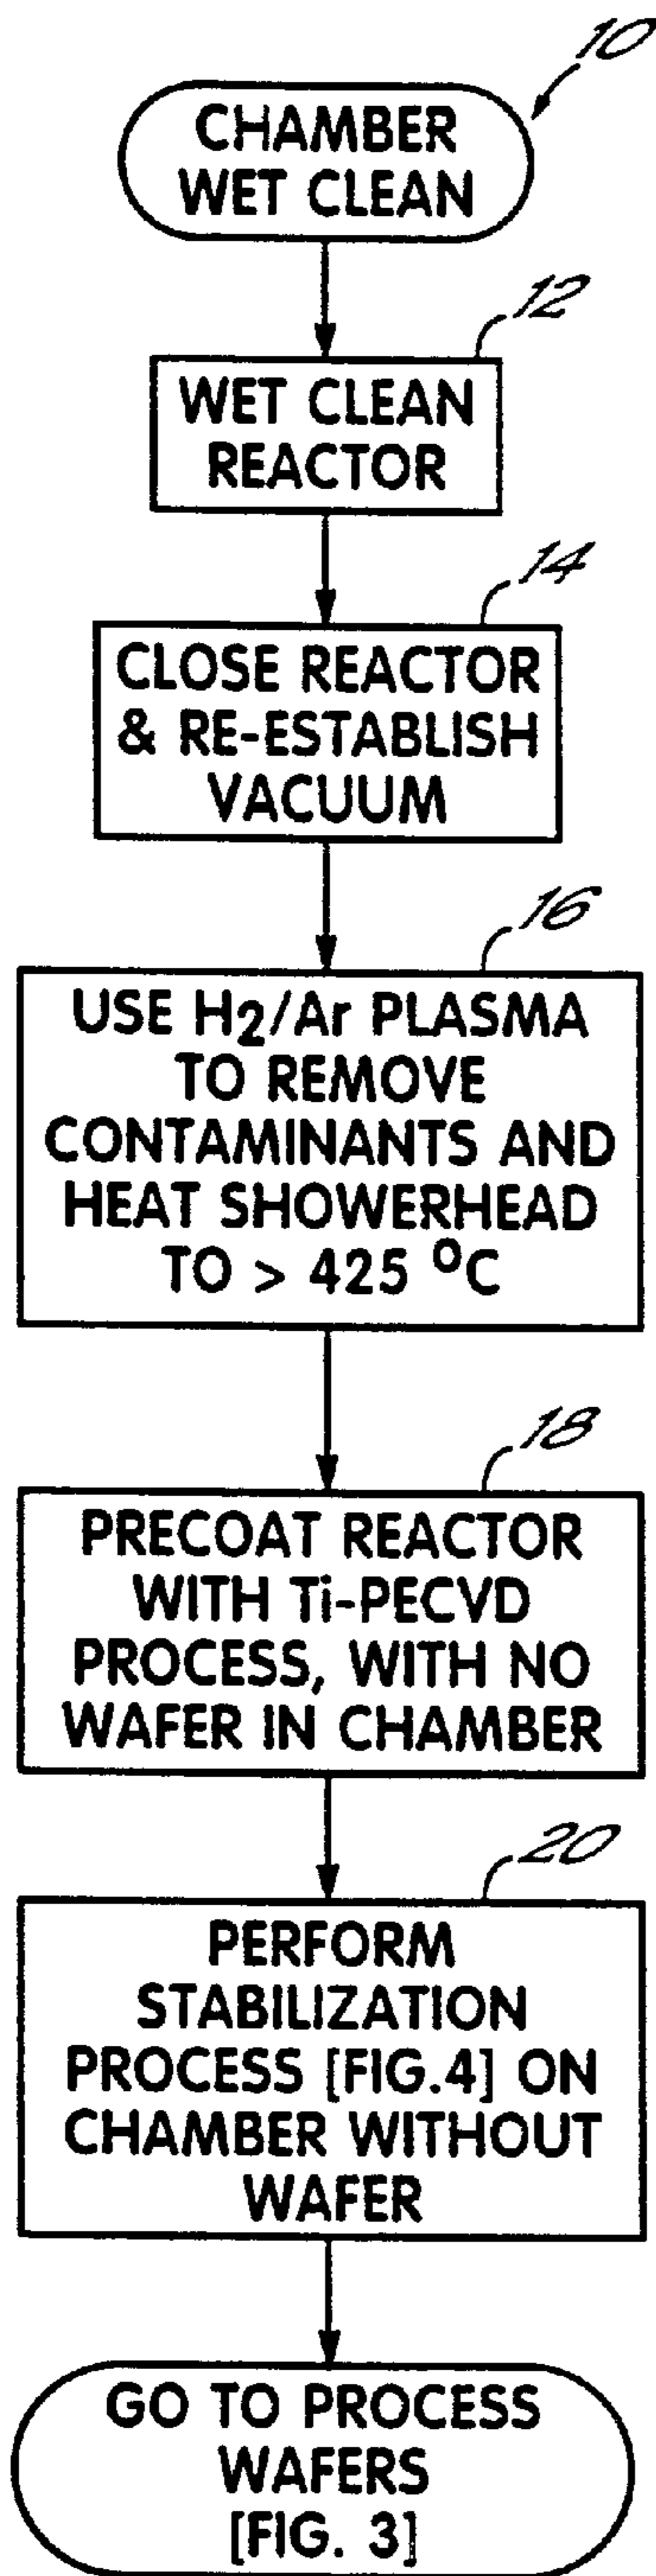 10
CHAMBER
WET CLEAN
12
WET CLEAN
REACTOR
14
CLOSE REACTOR
& RE-ESTABLISH
VACUUM
16
USE H2/Ar PLASMA
TO REMOVE
CONTAMINANTS AND
HEAT SHOWERHEAD
TO > 425 °C
18
PRECOAT REACTOR
WITH Ti-PECVD
PROCESS, WITH NO
WAFER IN CHAMBER
20
PERFORM
STABILIZATION
PROCESS [FIG.4] ON
CHAMBER WITHOUT
WAFER
GO TO PROCESS
WAFERS
[FIG. 3]